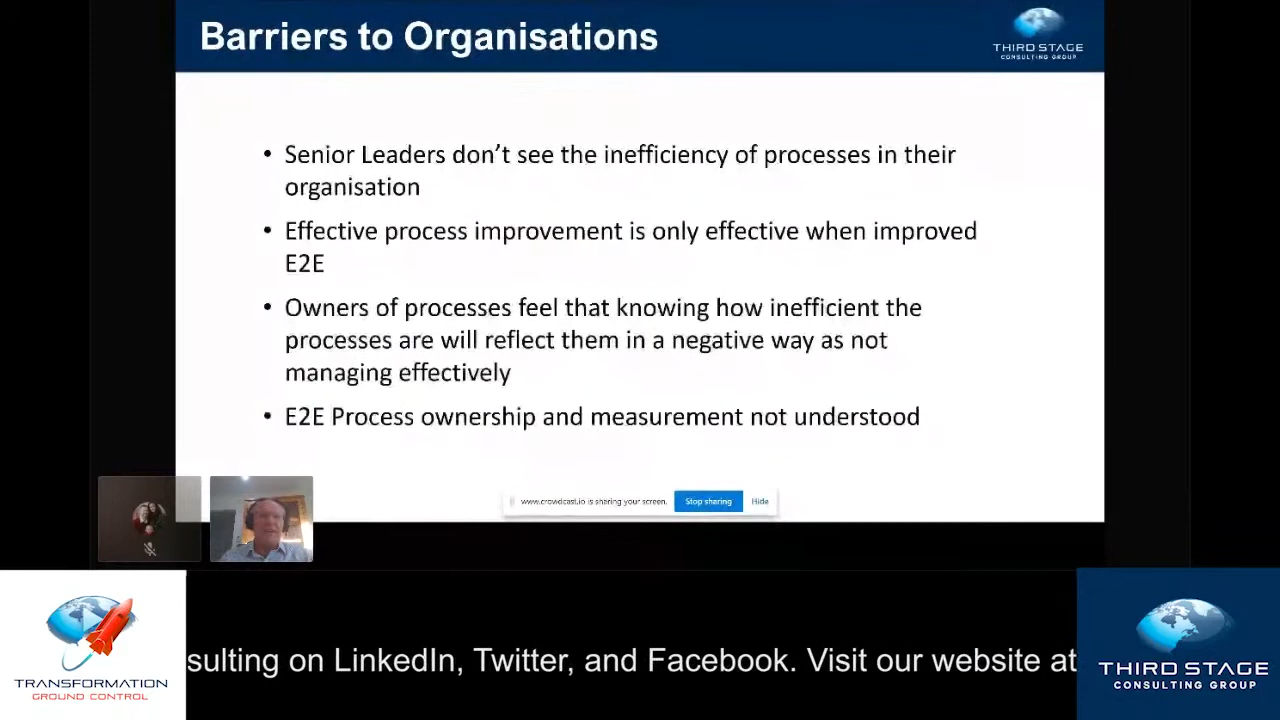 Barriers to Organisations
THIRD STAGE
CONSULTING GROUP
• Senior Leaders don’t see the inefficiency of processes in their
organisation
• Effective process improvement is only effective when improved
E2E
• Owners of processes feel that knowing how inefficient the
processes are will reflect them in a negative way as not
managing effectively
• E2E Process ownership and measurement not understood
www.crowdcast.io is sharing your screen.
Stop sharing
Hide
sulting on LinkedIn, Twitter, and Facebook. Visit our website at
TRANSFORMATION
GROUND CONTROL
THIRD STAGE
CONSULTING GROUP